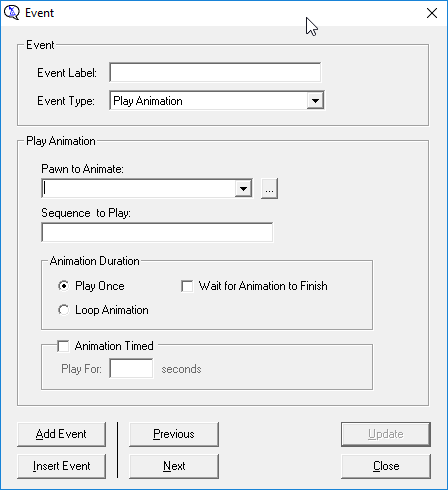 Event
Event
Event Label:
Event Type: Play Animation
Play Animation
Pawn to Animate:
...
Sequence to Play:
Animation Duration
Play Once Wait for Animation to Finish
Loop Animation
Animation Timed
Play For: seconds
Add Event Previous Update
Insert Event Next Close